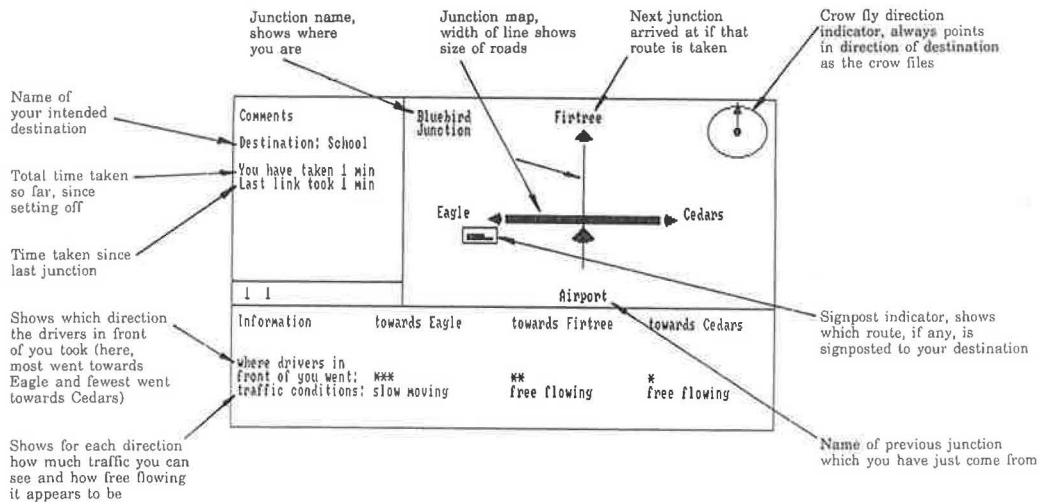 Junction name,
shows where
you are
Junction map,
width of line shows
size of roads
Next junction
arrived at if that
route is taken
Crow fly direction
indicator, always points
in direction of destination
as the crow flies
Name of
your intended
destination
Total time taken
so far, since
setting off
Time taken since
last junction
Shows which direction
the drivers in front
of you took (here,
most went towards
Eagle and fewest went
towards Cedars)
Shows for each direction
how much traffic you can
see and how free flowing
it appears to be
Comments
Destination: School
You have taken 1 min
Last link took 1 min
1 1
Bluebird
Junction
Firtree
Eagle
Cedars
Airport
Information towards Eagle towards Firtree towards Cedars
where drivers in
front of you went: *** ** *
traffic conditions: slow moving free flowing free flowing
Signpost indicator, shows
which route, if any, is
signposted to your destination
Name of previous junction
which you have just come from